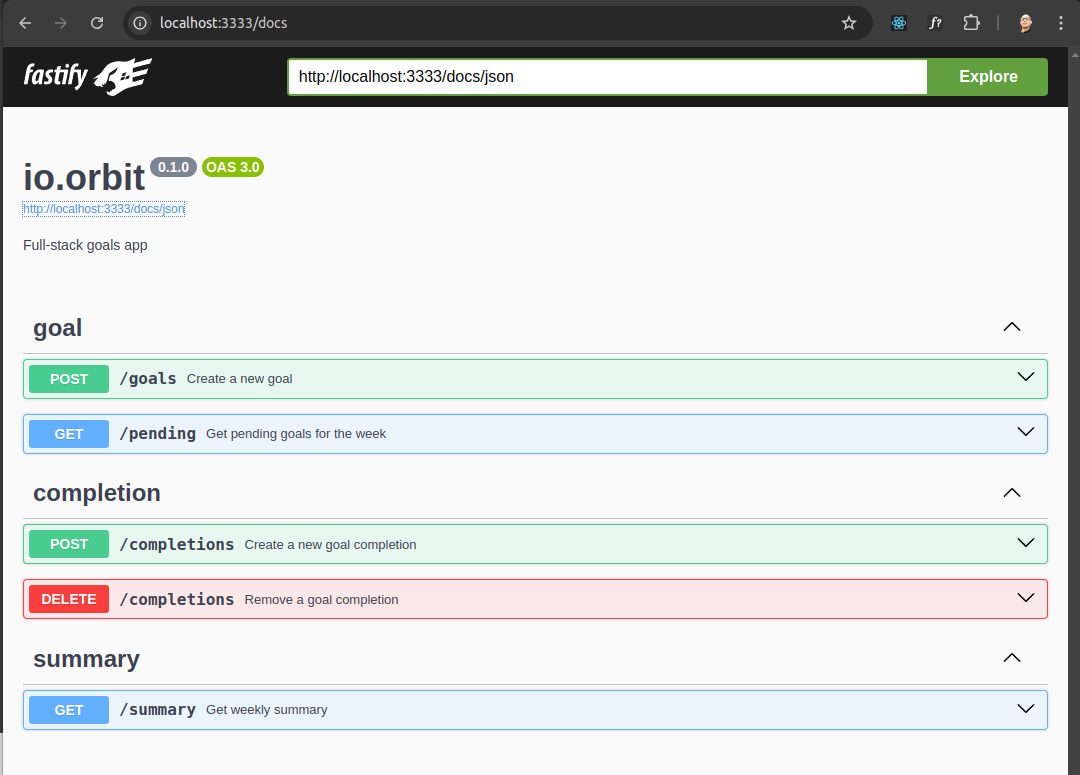 localhost:3333/docs
f?
fastify
http://localhost:3333/docs/json
Explore
io.orbit 0.1.0 OAS 3.0
http://localhost:3333/docs/json
Full-stack goals app
goal
POST /goals Create a new goal
GET /pending Get pending goals for the week
completion
POST /completions Create a new goal completion
DELETE /completions Remove a goal completion
summary
GET /summary Get weekly summary